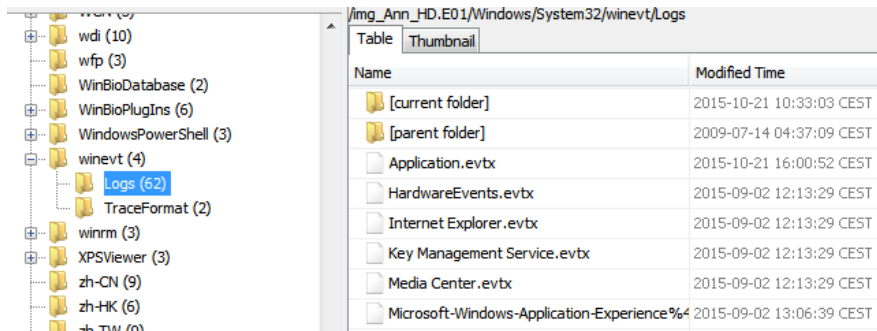 WCN (3)
wdi (10)
wfp (3)
WinBioDatabase (2)
WinBioPlugIns (6)
WindowsPowerShell (3)
winevt (4)
Logs (62)
TraceFormat (2)
winrm (3)
XPSViewer (3)
zh-CN (9)
zh-HK (6)
zh-TW (9)
/img_Ann_HD.E01/Windows/System32/winevt/Logs
Table Thumbnail
Name Modified Time
[current folder] 2015-10-21 10:33:03 CEST
[parent folder] 2009-07-14 04:37:09 CEST
Application.evtx 2015-10-21 16:00:52 CEST
HardwareEvents.evtx 2015-09-02 12:13:29 CEST
Internet Explorer.evtx 2015-09-02 12:13:29 CEST
Key Management Service.evtx 2015-09-02 12:13:29 CEST
Media Center.evtx 2015-09-02 12:13:29 CEST
Microsoft-Windows-Application-Experience%4 2015-09-02 13:06:39 CEST